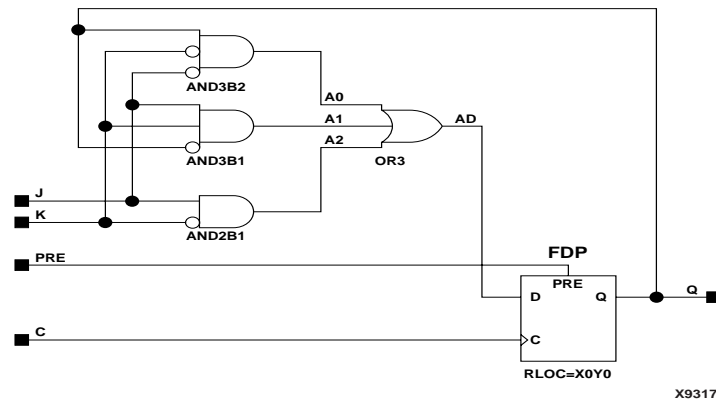 AND3B2
A0
A1
AD
A2
AND3B1
OR3
J
K
AND2B1
PRE
FDP
PRE
D
Q
Q
C
C
RLOC=X0Y0
X9317